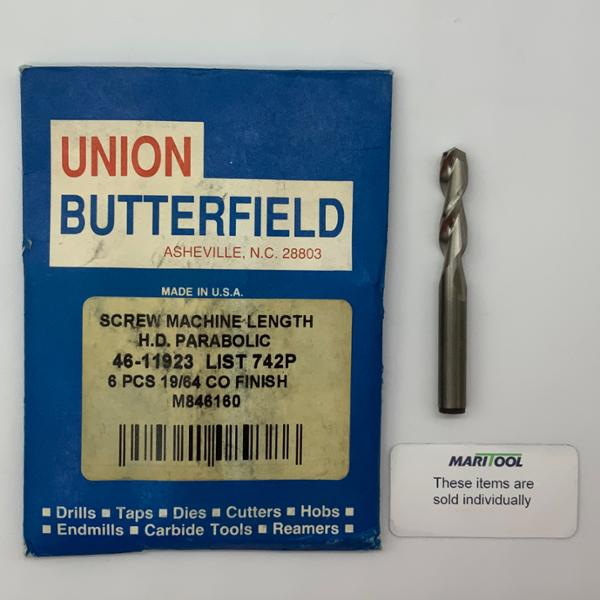 UNION
BUTTERFIELD
ASHEVILLE, N.C. 28803
MADE IN U.S.A.
SCREW MACHINE LENGTH
H.D. PARABOLIC
46-11923 LIST 742P
6 PCS 19/64 CO FINISH
M846160
■ Drills ■ Taps ■ Dies ■ Cutters ■ Hobs ■
■ Endmills ■ Carbide Tools ■ Reamers ■
MARITOOL
These items are
sold individually